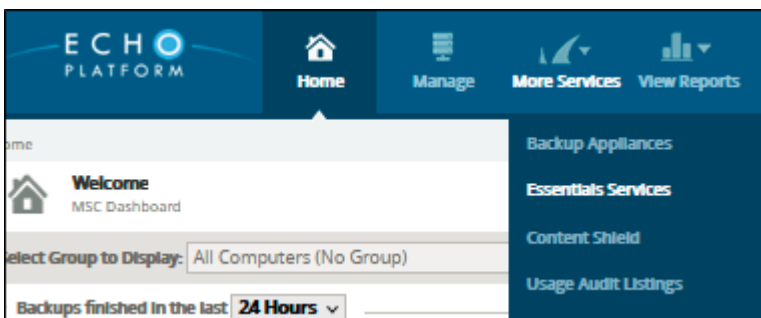 ECHO
PLATFORM
Home
Manage
More Services
View Reports
ome
Backup Appliances
Welcome
MSC Dashboard
Essentials Services
Content Shield
elect Group to Display: All Computers (No Group)
Usage Audit Listings
Backups finished in the last 24 Hours